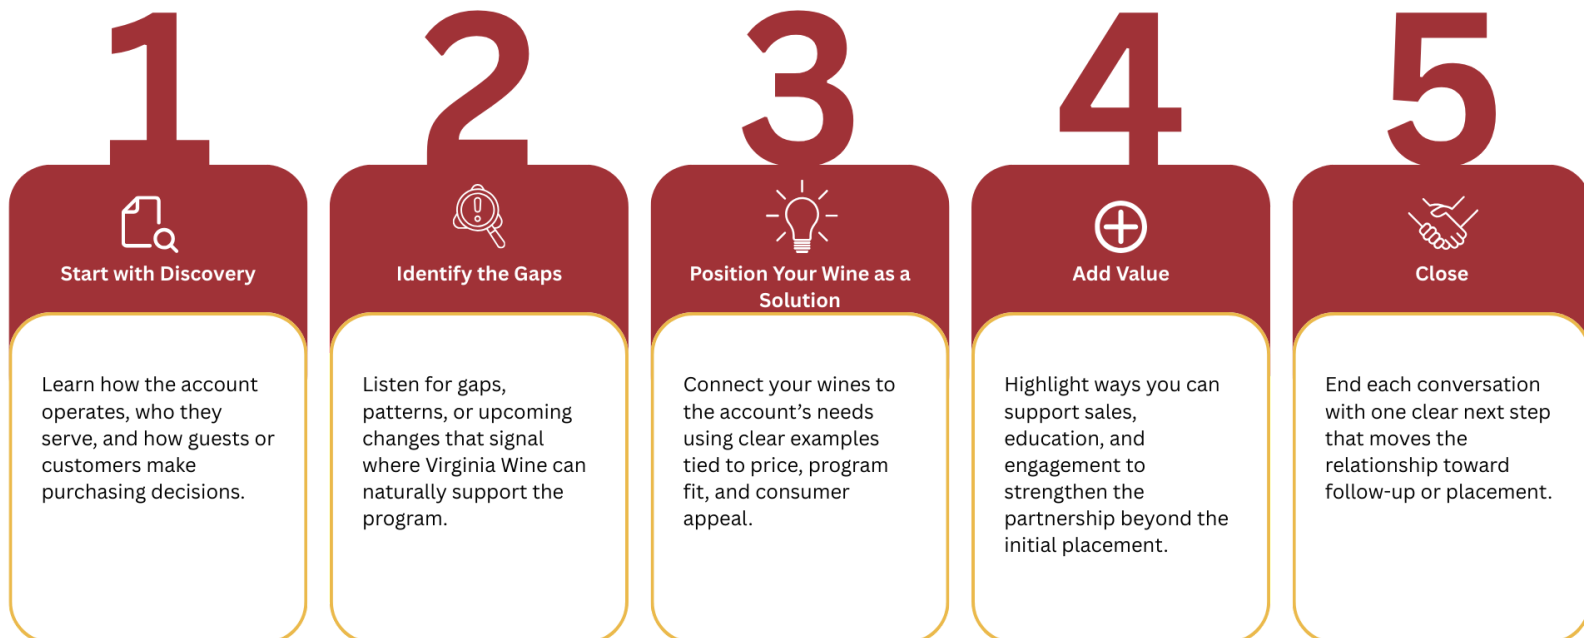 1
Start with Discovery
Learn how the account
operates, who they
serve, and how guests or
customers make
purchasing decisions.
2
Identify the Gaps
Listen for gaps,
patterns, or upcoming
changes that signal
where Virginia Wine can
naturally support the
program.
3
Position Your Wine as a
Solution
Connect your wines to
the account’s needs
using clear examples
tied to price, program
fit, and consumer
appeal.
4
Add Value
Highlight ways you can
support sales,
education, and
engagement to
strengthen the
partnership beyond the
initial placement.
5
Close
End each conversation
with one clear next step
that moves the
relationship toward
follow-up or placement.